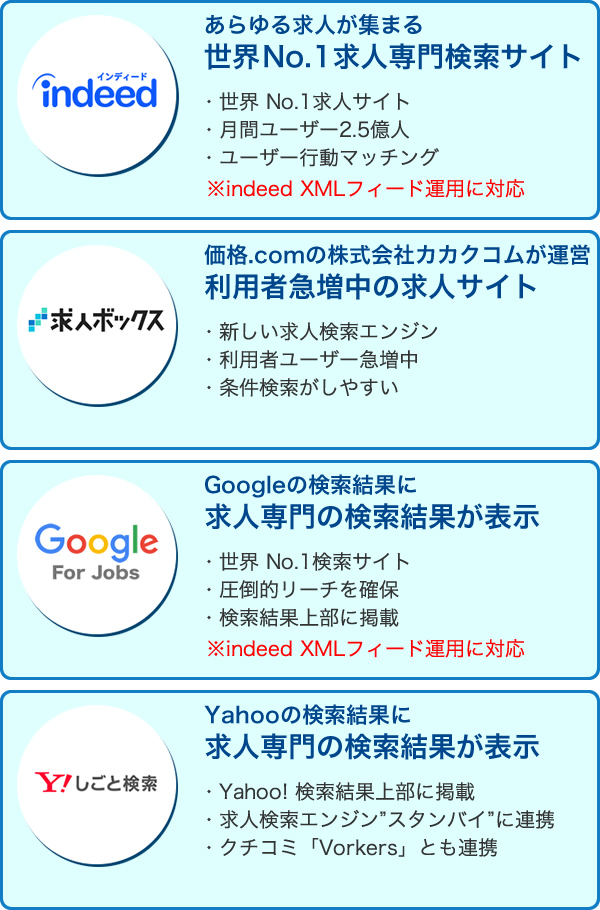 インディード
indeed
あらゆる求人が集まる
世界No.1求人専門検索サイト
・世界 No.1求人サイト
・月間ユーザー2.5億人
・ユーザー行動マッチング
※indeed XMLフィード運用に対応
求人ボックス
価格.comの株式会社カカクコムが運営
利用者急増中の求人サイト
・新しい求人検索エンジン
・利用者ユーザー急増中
・条件検索がしやすい
Google
For Jobs
Googleの検索結果に
求人専門の検索結果が表示
・世界 No.1検索サイト
・圧倒的リーチを確保
・検索結果上部に掲載
※indeed XMLフィード運用に対応
Y!しごと検索
Yahooの検索結果に
求人専門の検索結果が表示
・Yahoo! 検索結果上部に掲載
・求人検索エンジン”スタンバイ”に連携
・クチコミ「Vorkers」とも連携